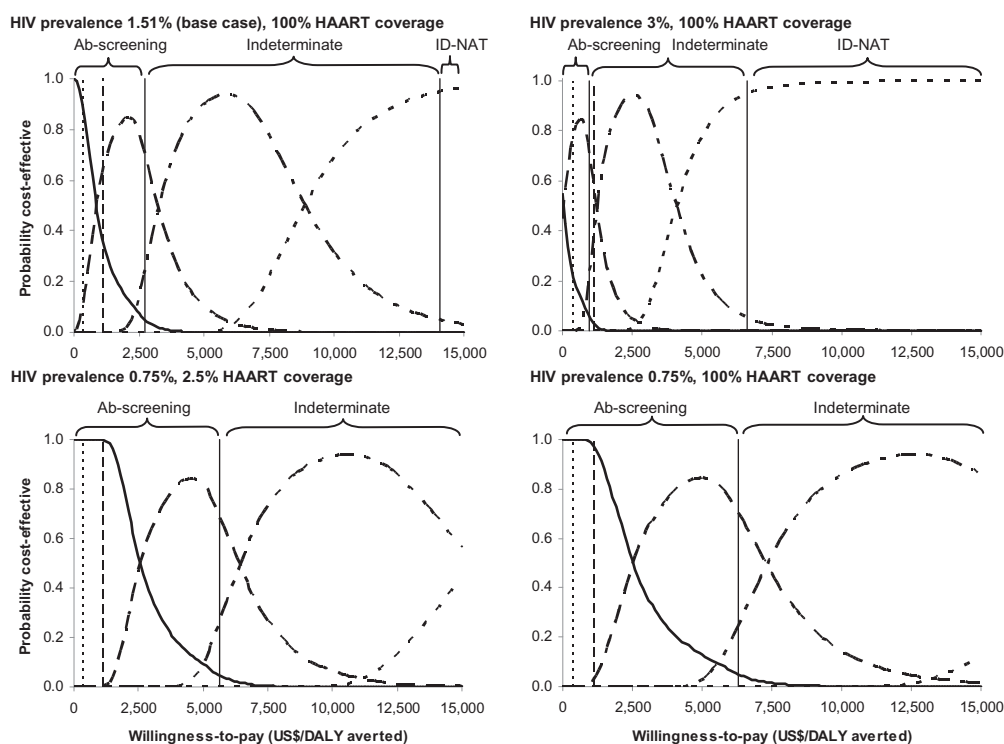 HIV prevalence 1.51% (base case), 100% HAART coverage
Ab-screening Indeterminate ID-NAT
Probability cost-effective
1.0
0.8
0.6
0.4
0.2
0.0
0 2,500 5,000 7,500 10,000 12,500 15,000
HIV prevalence 3%, 100% HAART coverage
Ab-screening Indeterminate ID-NAT
1.0
0.8
0.6
0.4
0.2
0.0
0 2,500 5,000 7,500 10,000 12,500 15,000
HIV prevalence 0.75%, 2.5% HAART coverage
Ab-screening Indeterminate
Probability cost-effective
1.0
0.8
0.6
0.4
0.2
0.0
0 2,500 5,000 7,500 10,000 12,500 15,000
Willingness-to-pay (US$/DALY averted)
HIV prevalence 0.75%, 100% HAART coverage
Ab-screening Indeterminate
1.0
0.8
0.6
0.4
0.2
0.0
0 2,500 5,000 7,500 10,000 12,500 15,000
Willingness-to-pay (US$/DALY averted)